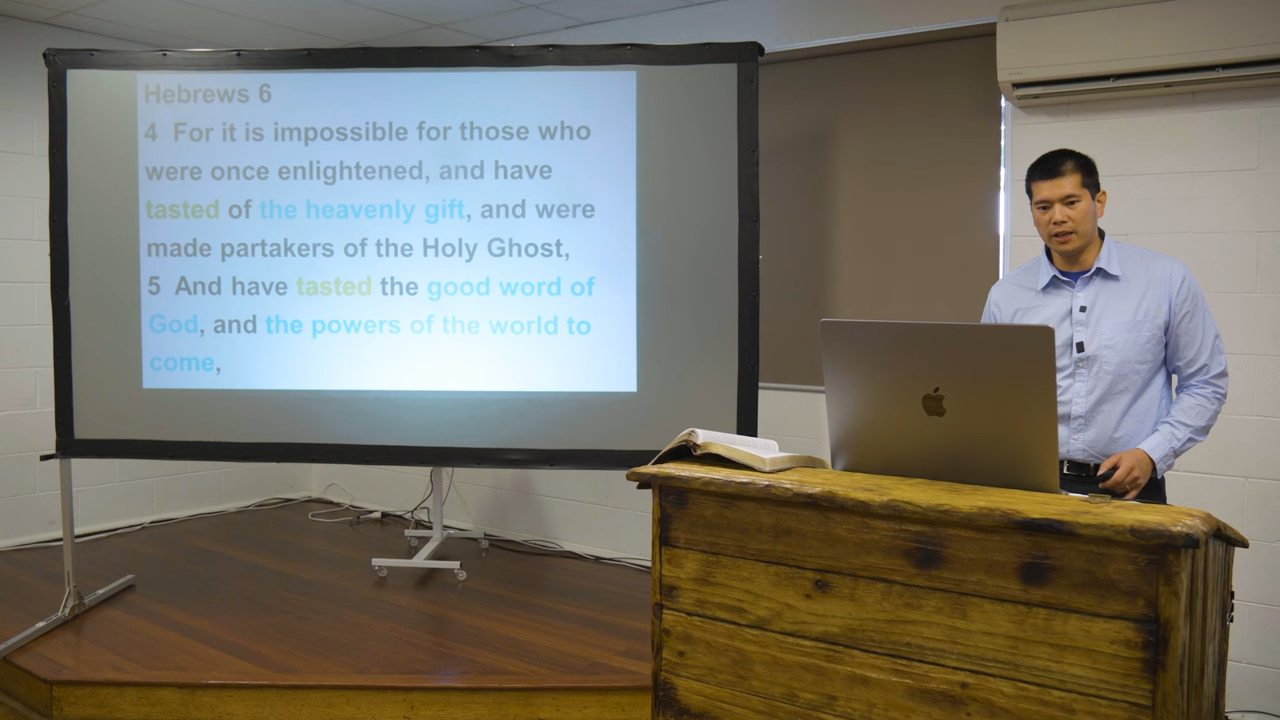 Hebrews 6
4 For it is impossible for those who
were once enlightened, and have
tasted of the heavenly gift, and were
made partakers of the Holy Ghost,
5 And have tasted the good word of
God, and the powers of the world to
come,